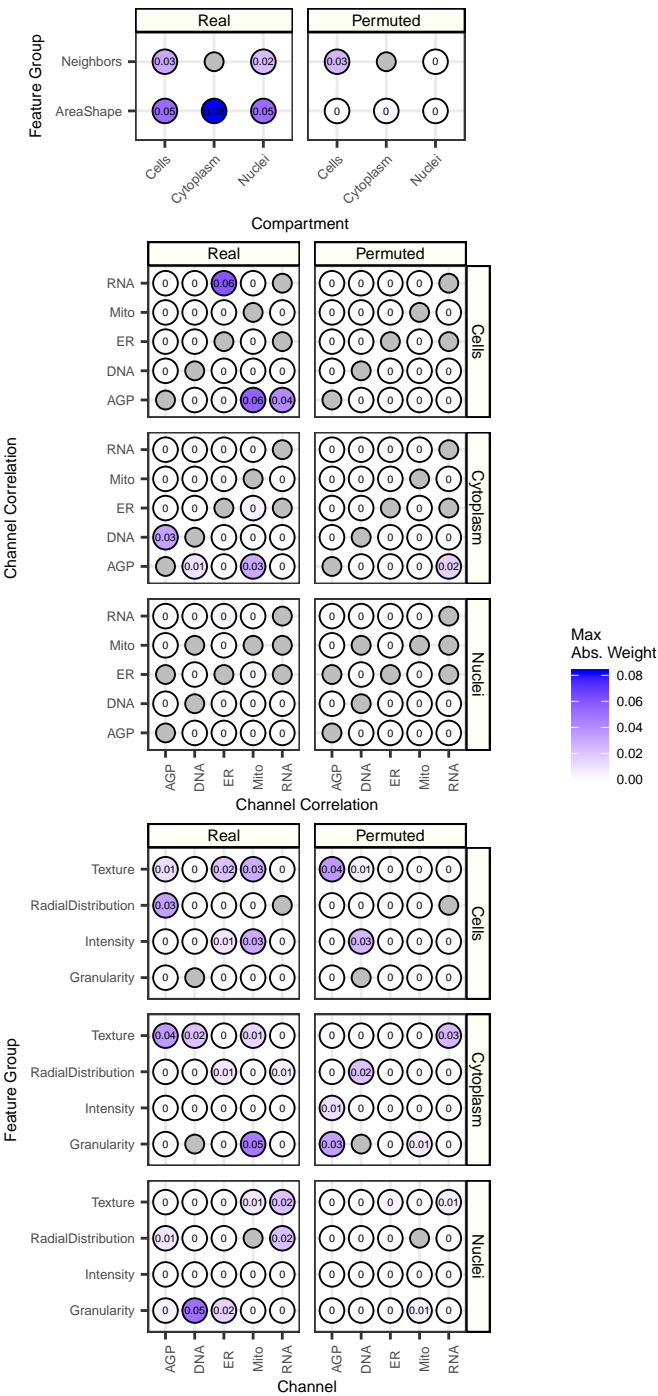 Real Permuted
Feature Group
Neighbors 0.03 0.02 0.03 0
AreaShape 0.05 0.08 0.05 0 0 0
Cells Cytoplasm Nuclei Cells Cytoplasm Nuclei
Compartment
Real Permuted
Channel Correlation
RNA 0 0 0.06 0 0 0 0 0
Mito 0 0 0 0 0 0 0 0
ER 0 0 0 0 0 0
DNA 0 0 0 0 0 0 0 0
AGP 0 0 0.06 0.04 0 0 0 0
Cells
RNA 0 0 0 0 0 0 0 0
Mito 0 0 0 0 0 0 0 0
ER 0 0 0 0 0 0
DNA 0.03 0 0 0 0 0 0 0
AGP 0.01 0 0.03 0 0 0 0 0.02
Cytoplasm
RNA 0 0 0 0 0 0 0 0
Mito 0 0 0 0
ER 0 0 0 0
DNA 0 0 0 0 0 0 0 0
AGP 0 0 0 0 0 0 0 0
Nuclei
AGP DNA ER Mito RNA AGP DNA ER Mito RNA
Channel Correlation
Max
Abs. Weight
0.08
0.06
0.04
0.02
0.00
Real Permuted
Feature Group
Texture 0.01 0 0.02 0.03 0 0.04 0.01 0 0 0
RadialDistribution 0.03 0 0 0 0 0 0 0
Intensity 0 0 0.01 0.03 0 0 0.03 0 0 0
Granularity 0 0 0 0 0 0 0 0
Cells
Texture 0.04 0.02 0 0.01 0 0 0 0 0 0.03
RadialDistribution 0 0 0.01 0 0.01 0 0.02 0 0 0
Intensity 0 0 0 0 0 0.01 0 0 0 0
Granularity 0 0 0.05 0 0.03 0 0.01 0
Cytoplasm
Texture 0 0 0 0.01 0.02 0 0 0 0 0.01
RadialDistribution 0.01 0 0 0.02 0 0 0 0
Intensity 0 0 0 0 0 0 0 0 0 0
Granularity 0 0.05 0.02 0 0 0 0 0 0.01 0
Nuclei
AGP DNA ER Mito RNA AGP DNA ER Mito RNA
Channel